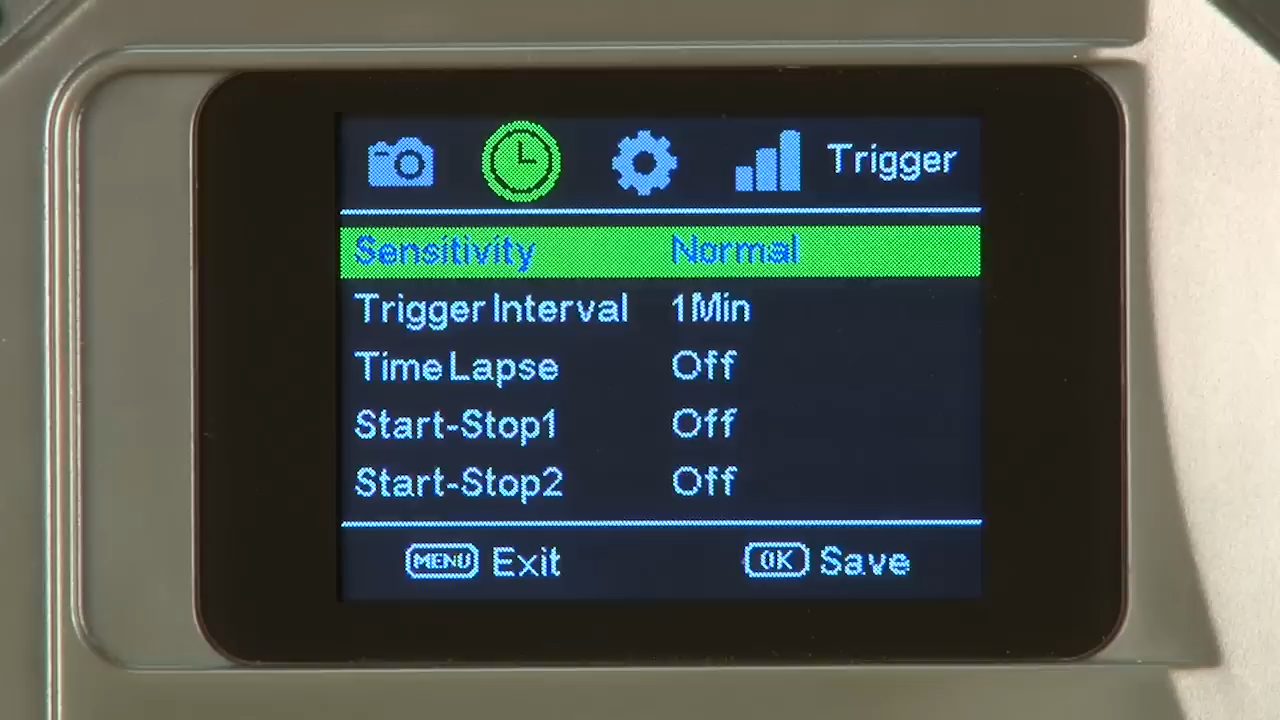 Trigger
Sensitivity Normal
Trigger Interval 1Min
Time Lapse Off
Start-Stop1 Off
Start-Stop2 Off
MENU Exit OK Save